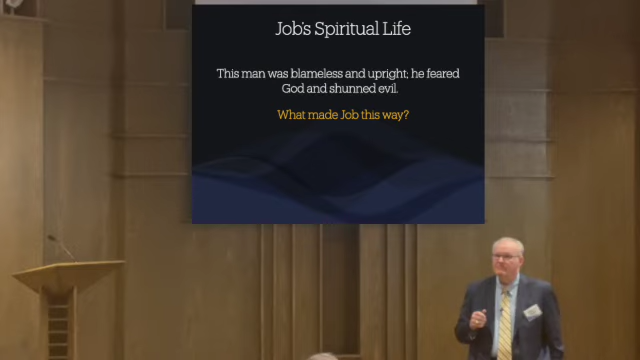 Job's Spiritual Life
This man was blameless and upright; he feared
God and shunned evil.
What made Job this way?